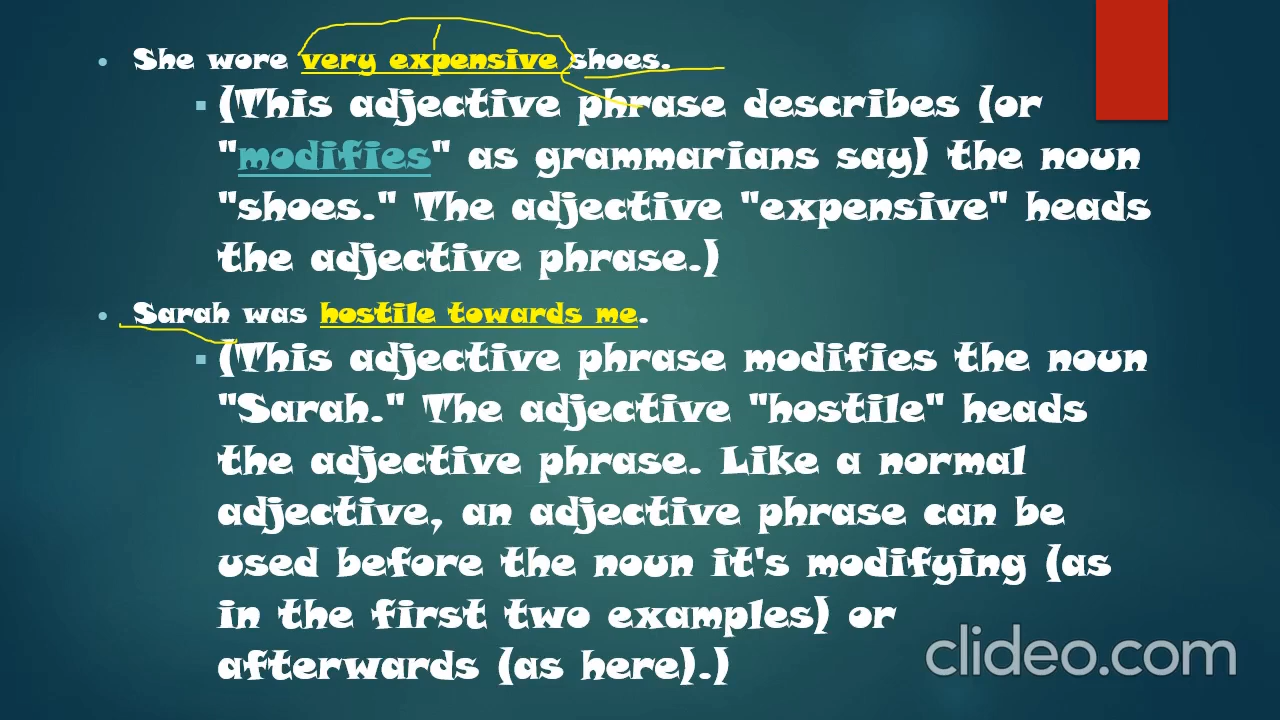 She wore very expensive shoes.
(This adjective phrase describes (or
"modifies" as grammarians say) the noun
"shoes." The adjective "expensive" heads
the adjective phrase.)
Sarah was hostile towards me.
(This adjective phrase modifies the noun
"Sarah." The adjective "hostile" heads
the adjective phrase. Like a normal
adjective, an adjective phrase can be
used before the noun it's modifying (as
in the first two examples) or
afterwards (as here).)
clideo.com